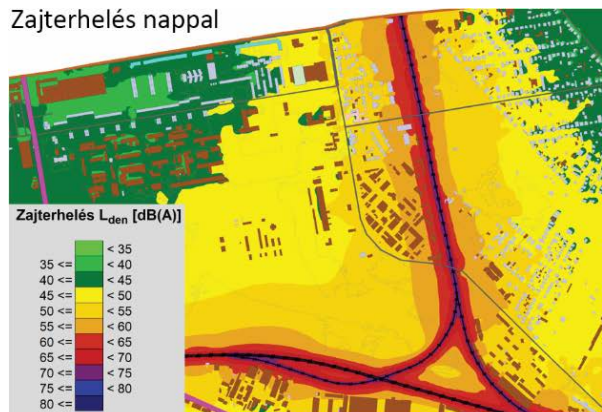 Zajterhelés nappal
Zajterhelés Lden [dB(A)]
< 35
35 <= < 40
40 <= < 45
45 <= < 50
50 <= < 55
55 <= < 60
60 <= < 65
65 <= < 70
70 <= < 75
75 <= < 80
80 <=